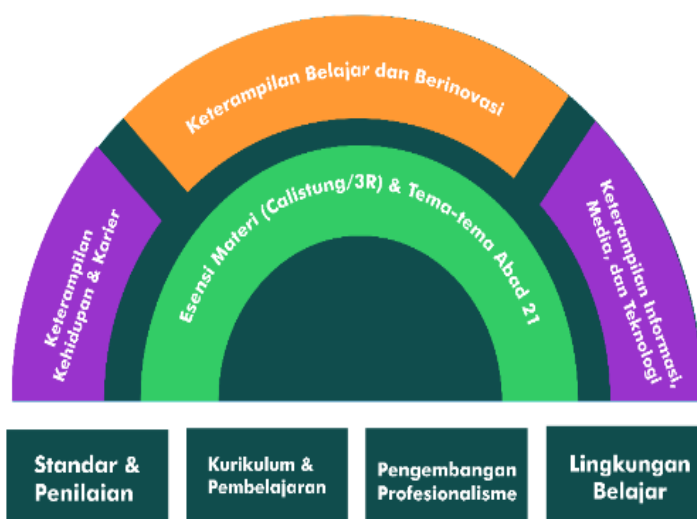 Keterampilan Belajar dan Berinovasi
Keterampilan
Kehidupan & Karier
Esensi Materi (Calistung/3R) & Tema-tema Abad 21
Keterampilan Informasi,
Media, dan Teknologi
Standar &
Penilaian
Kurikulum &
Pembelajaran
Pengembangan
Profesionalisme
Lingkungan
Belajar